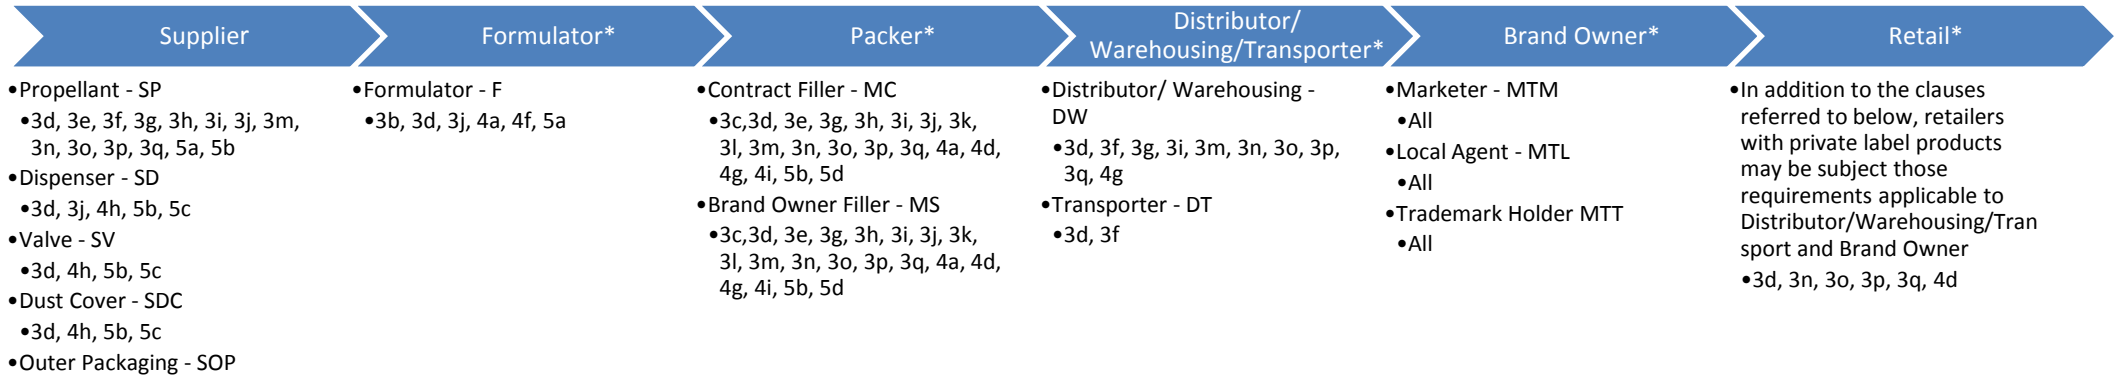 Supplier
Formulator*
Packer*
Distributor/
Warehousing/Transporter*
Brand Owner*
Retail*
•Propellant - SP
•3d, 3e, 3f, 3g, 3h, 3i, 3j, 3m,
3n, 3o, 3p, 3q, 5a, 5b
•Dispenser - SD
•3d, 3j, 4h, 5b, 5c
•Valve - SV
•3d, 4h, 5b, 5c
•Dust Cover - SDC
•3d, 4h, 5b, 5c
•Outer Packaging - SOP
•Formulator - F
•3b, 3d, 3j, 4a, 4f, 5a
•Contract Filler - MC
•3c,3d, 3e, 3g, 3h, 3i, 3j, 3k,
3l, 3m, 3n, 3o, 3p, 3q, 4a, 4d,
4g, 4i, 5b, 5d
•Brand Owner Filler - MS
•3c,3d, 3e, 3g, 3h, 3i, 3j, 3k,
3l, 3m, 3n, 3o, 3p, 3q, 4a, 4d,
4g, 4i, 5b, 5d
•Distributor/ Warehousing -
DW
•3d, 3f, 3g, 3i, 3m, 3n, 3o, 3p,
3q, 4g
•Transporter - DT
•3d, 3f
•Marketer - MTM
•All
•Local Agent - MTL
•All
•Trademark Holder MTT
•All
•In addition to the clauses
referred to below, retailers
with private label products
may be subject those
requirements applicable to
Distributor/Warehousing/Tran
sport and Brand Owner
•3d, 3n, 3o, 3p, 3q, 4d